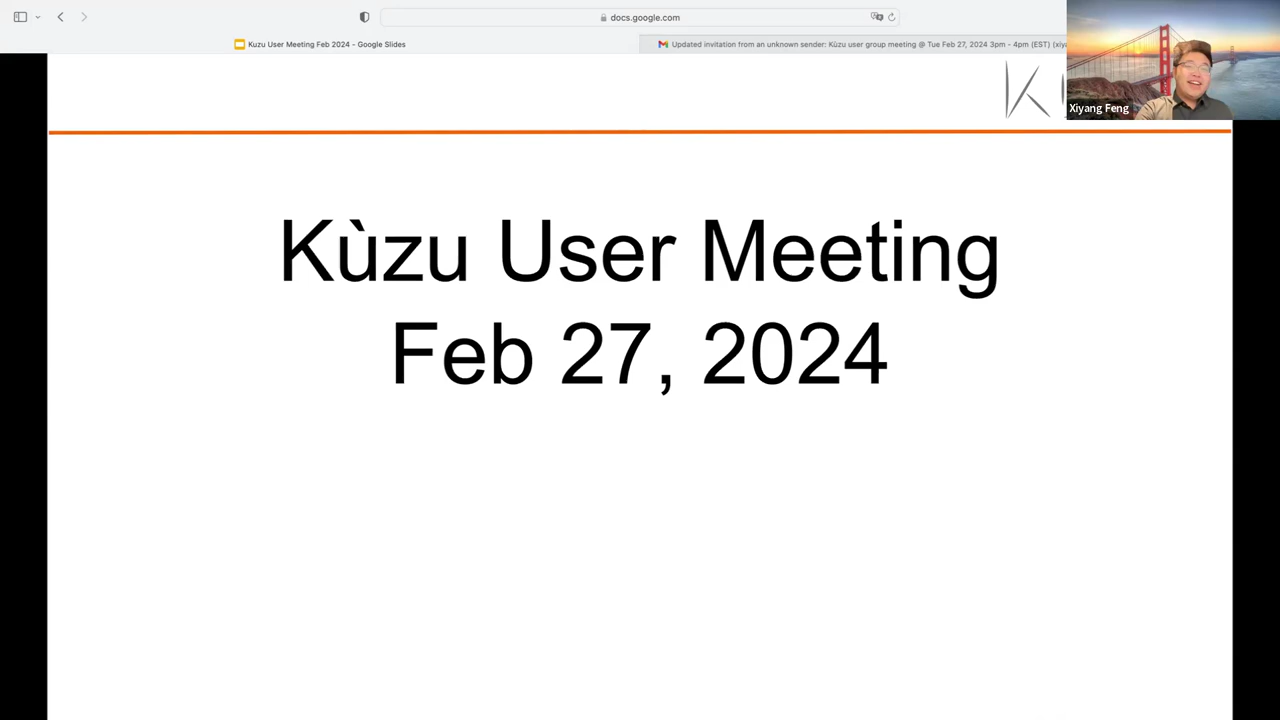 docs.google.com
Kuzu User Meeting Feb 2024 - Google Slides
Updated invitation from an unknown sender: Kùzu user group meeting @ Tue Feb 27, 2024 3pm - 4pm (EST) (xiy
Xiyang Feng
Kùzu User Meeting
Feb 27, 2024